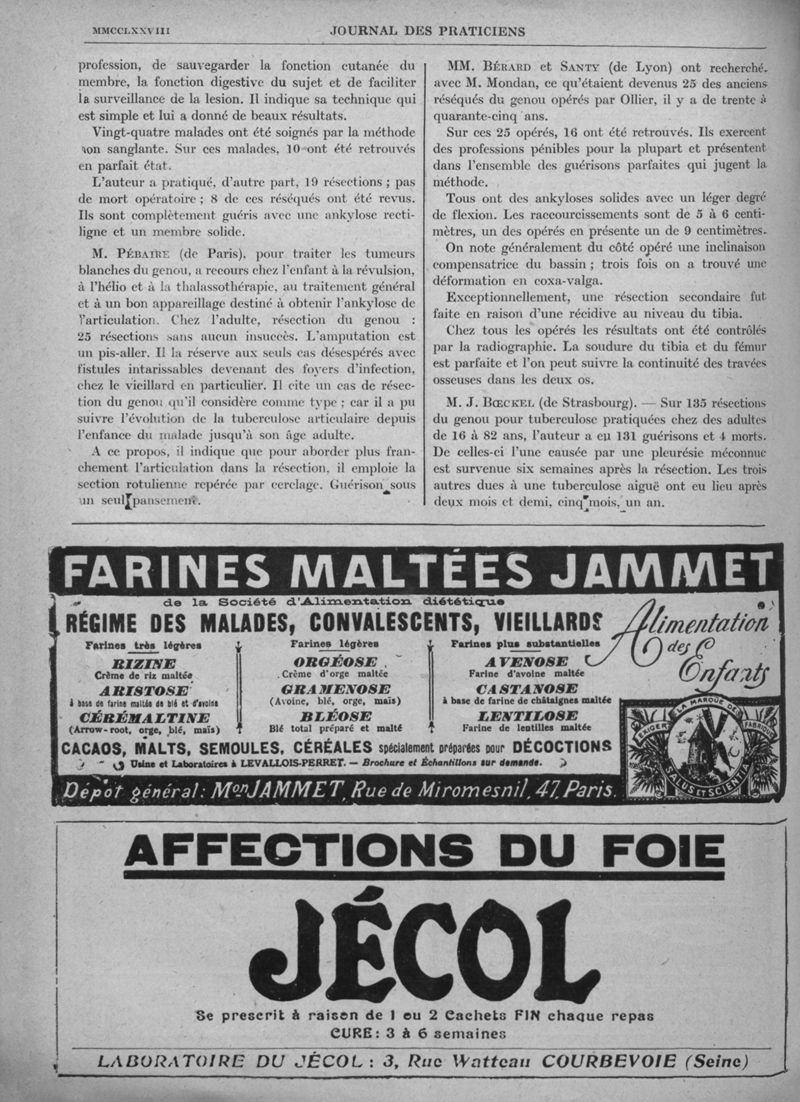 MMCCLXXVIII
JOURNAL DES PRATICIENS
profession, de sauvegarder la fonction cutanée du
membre, la fonction digestive du sujet et de faciliter
la surveillance de la lesion. Il indique sa technique qui
est simple et lui a donné de beaux résultats.
Vingt-quatre malades ont été soignés par la méthode
non sanglante. Sur ces malades, 10 ont été retrouvés
en parfait état.
L'auteur a pratiqué, d'autre part, 19 résections ; pas
de mort opératoire ; 8 de ces réséqués ont été revus.
Ils sont complètement guéris avec une ankylose recti-
ligne et un membre solide.
M. PÉRAIRE (de Paris), pour traiter les tumeurs
blanches du genou, a recours chez l'enfant à la révulsion,
à l'hélio et à la thalassothérapie, au traitement général
et à un bon appareillage destiné à obtenir l'ankylose de
l'articulation. Chez l'adulte, résection du genou :
25 résections sans aucun insuccès. L'amputation est
un pis-aller. Il la réserve aux seuls cas désespérés avec
fistules intarissables devenant des foyers d'infection,
chez le vieillard en particulier. Il cite un cas de résec-
tion du genou qu'il considère comme type ; car il a pu
suivre l'évolution de la tuberculose articulaire depuis
l'enfance du malade jusqu'à son âge adulte.
A ce propos, il indique que pour aborder plus fran-
chement l'articulation dans la résection, il emploie la
section rotulienne repérée par cerclage. Guérison sous
un seul pansement.
MM. BÉRARD et SANTY (de Lyon) ont recherché,
avec M. Mondan, ce qu'étaient devenus 25 des anciens
réséqués du genou opérés par Ollier, il y a de trente à
quarante-cinq ans.
Sur ces 25 opérés, 16 ont été retrouvés. Ils exercent
des professions pénibles pour la plupart et présentent
dans l'ensemble des guérisons parfaites qui jugent la
méthode.
Tous ont des ankyloses solides avec un léger degré
de flexion. Les raccourcissements sont de 5 à 6 centi-
mètres, un des opérés en présente un de 9 centimètres.
On note généralement du côté opéré une inclinaison
compensatrice du bassin ; trois fois on a trouvé une
déformation en coxa-valga.
Exceptionnellement, une résection secondaire fut
faite en raison d'une récidive au niveau du tibia.
Chez tous les opérés les résultats ont été contrôlés
par la radiographie. La soudure du tibia et du fémur
est parfaite et l'on peut suivre la continuité des travées
osseuses dans les deux os.
M. J. BŒCKEL (de Strasbourg). — Sur 135 résections
du genou pour tuberculose pratiquées chez des adultes
de 16 à 82 ans, l'auteur a eu 131 guérisons et 4 morts.
De celles-ci l'une causée par une pleurésie méconnue
est survenue six semaines après la résection. Les trois
autres dues à une tuberculose aiguë ont eu lieu après
deux mois et demi, cinq mois, un an.
FARINES MALTÉES JAMMET
de la Société d'Alimentation diététique
RÉGIME DES MALADES, CONVALESCENTS, VIEILLARDS
Alimentation
des
Enfants
Farines très légères
RIZINE
Crème de riz maltée
ARISTOSE
à base de farine maltée de blé et d'avoine
CÉRÉMALTINE
(Arrow-root, orge, blé, maïs)
Farines légères
ORGÉOSE
Crème d'orge maltée
GRAMENOSE
(Avoine, blé, orge, maïs)
BLÉOSE
Blé total préparé et malté
Farines plus substantielles
AVENOSE
Farine d'avoine maltée
CASTANOSE
à base de farine de châtaignes maltée
LENTILOSE
Farine de lentilles maltée
CACAOS, MALTS, SEMOULES, CÉRÉALES spécialement préparées pour DÉCOCTIONS
Usine et Laboratoires à LEVALLOIS-PERRET. — Brochure et Échantillons sur demande.
Dépôt général: Mon JAMMET, Rue de Miromesnil, 47, Paris.
EXIGER LA MARQUE DE FABRIQUE
SALUS ET SCIENTIA
AFFECTIONS DU FOIE
JÉCOL
Se prescrit à raison de 1 ou 2 Cachets FIN chaque repas
CURE: 3 à 6 semaines
LABORATOIRE DU JÉCOL : 3, Rue Watteau COURBEVOIE (Seine)